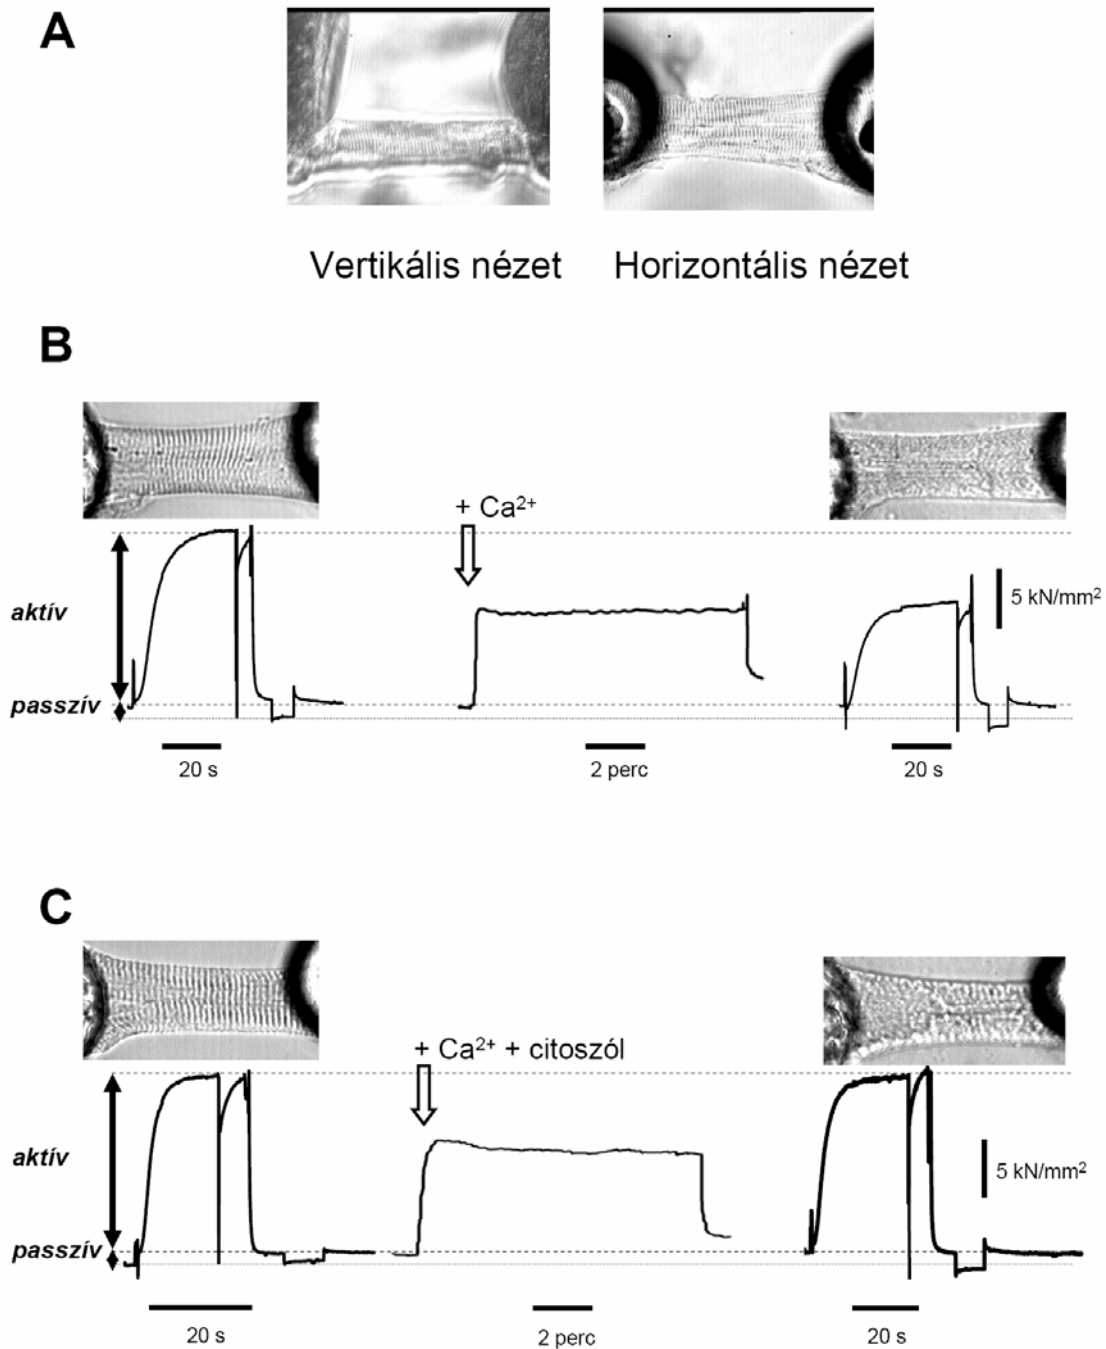 A
Vertikális nézet Horizontális nézet
B
+ Ca²⁺
5 kN/mm²
aktív
passzív
20 s 2 perc 20 s
C
+ Ca²⁺ + citoszól
aktív
5 kN/mm²
passzív
20 s 2 perc 20 s